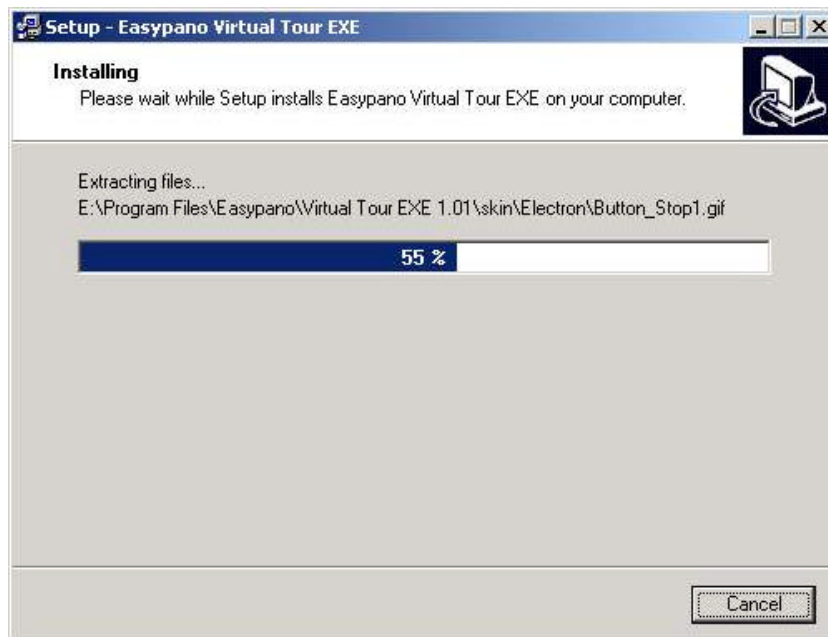 Setup - Easypano Virtual Tour EXE
Installing
Please wait while Setup installs Easypano Virtual Tour EXE on your computer.
Extracting files...
E:\Program Files\Easypano\Virtual Tour EXE 1.01\skin\Electron\Button_Stop1.gif
55 %
Cancel